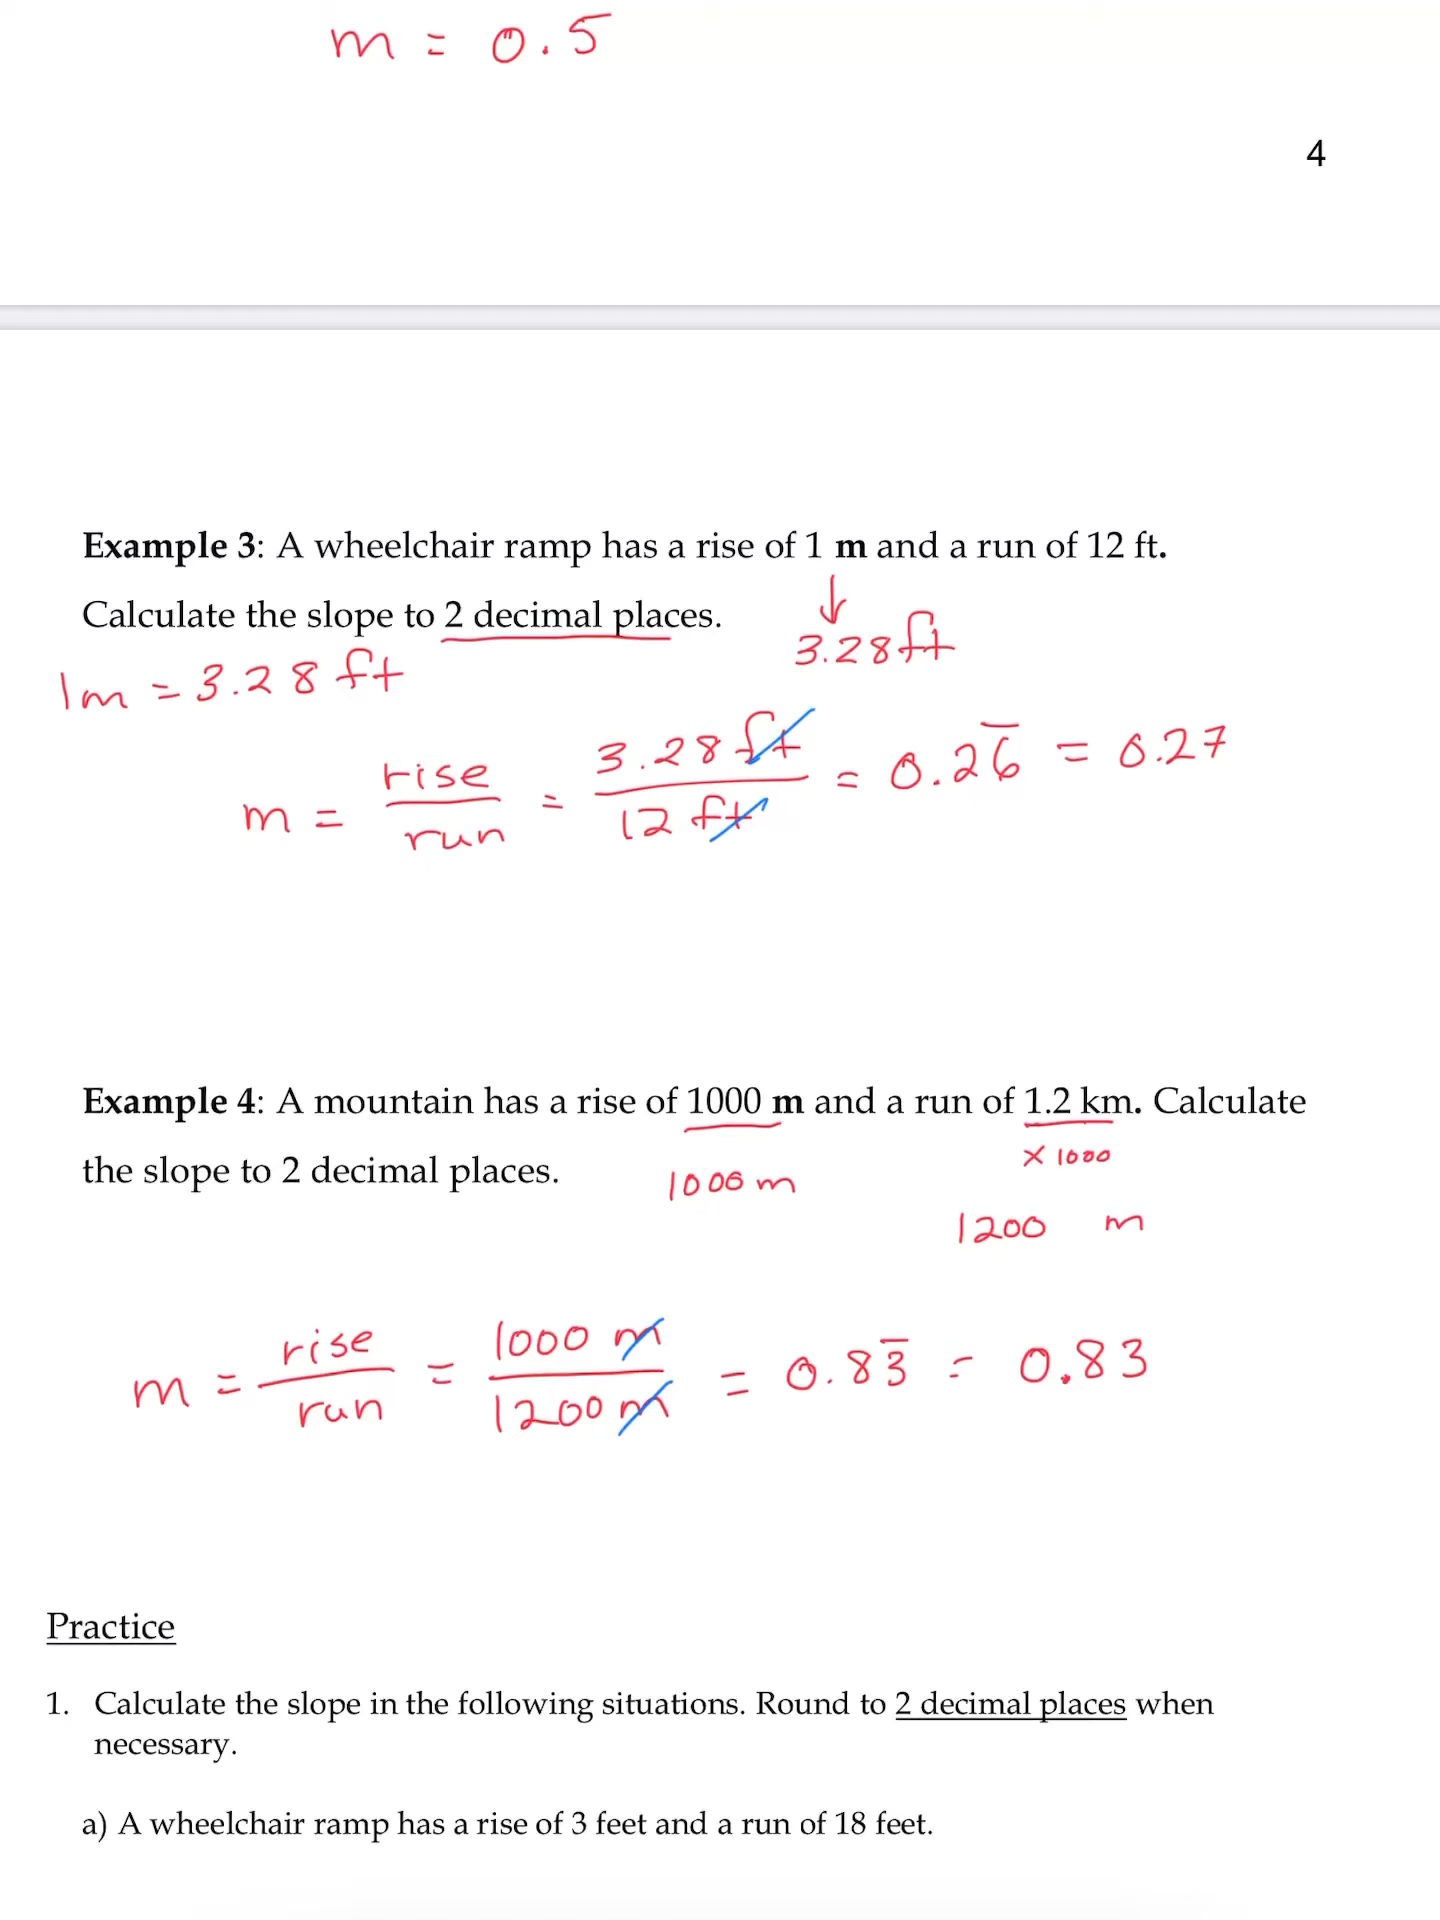 m = 0.5
4
Example 3: A wheelchair ramp has a rise of 1 m and a run of 12 ft.
Calculate the slope to 2 decimal places.
↓
3.28 ft
1m = 3.28 ft
m = rise/run = 3.28 ft/12 ft = 0.26̅ = 0.27
Example 4: A mountain has a rise of 1000 m and a run of 1.2 km. Calculate
the slope to 2 decimal places.
× 1000
1000 m
1200 m
m = rise/run = 1000 m/1200 m = 0.83̅ = 0.83
Practice
1. Calculate the slope in the following situations. Round to 2 decimal places when
necessary.
a) A wheelchair ramp has a rise of 3 feet and a run of 18 feet.